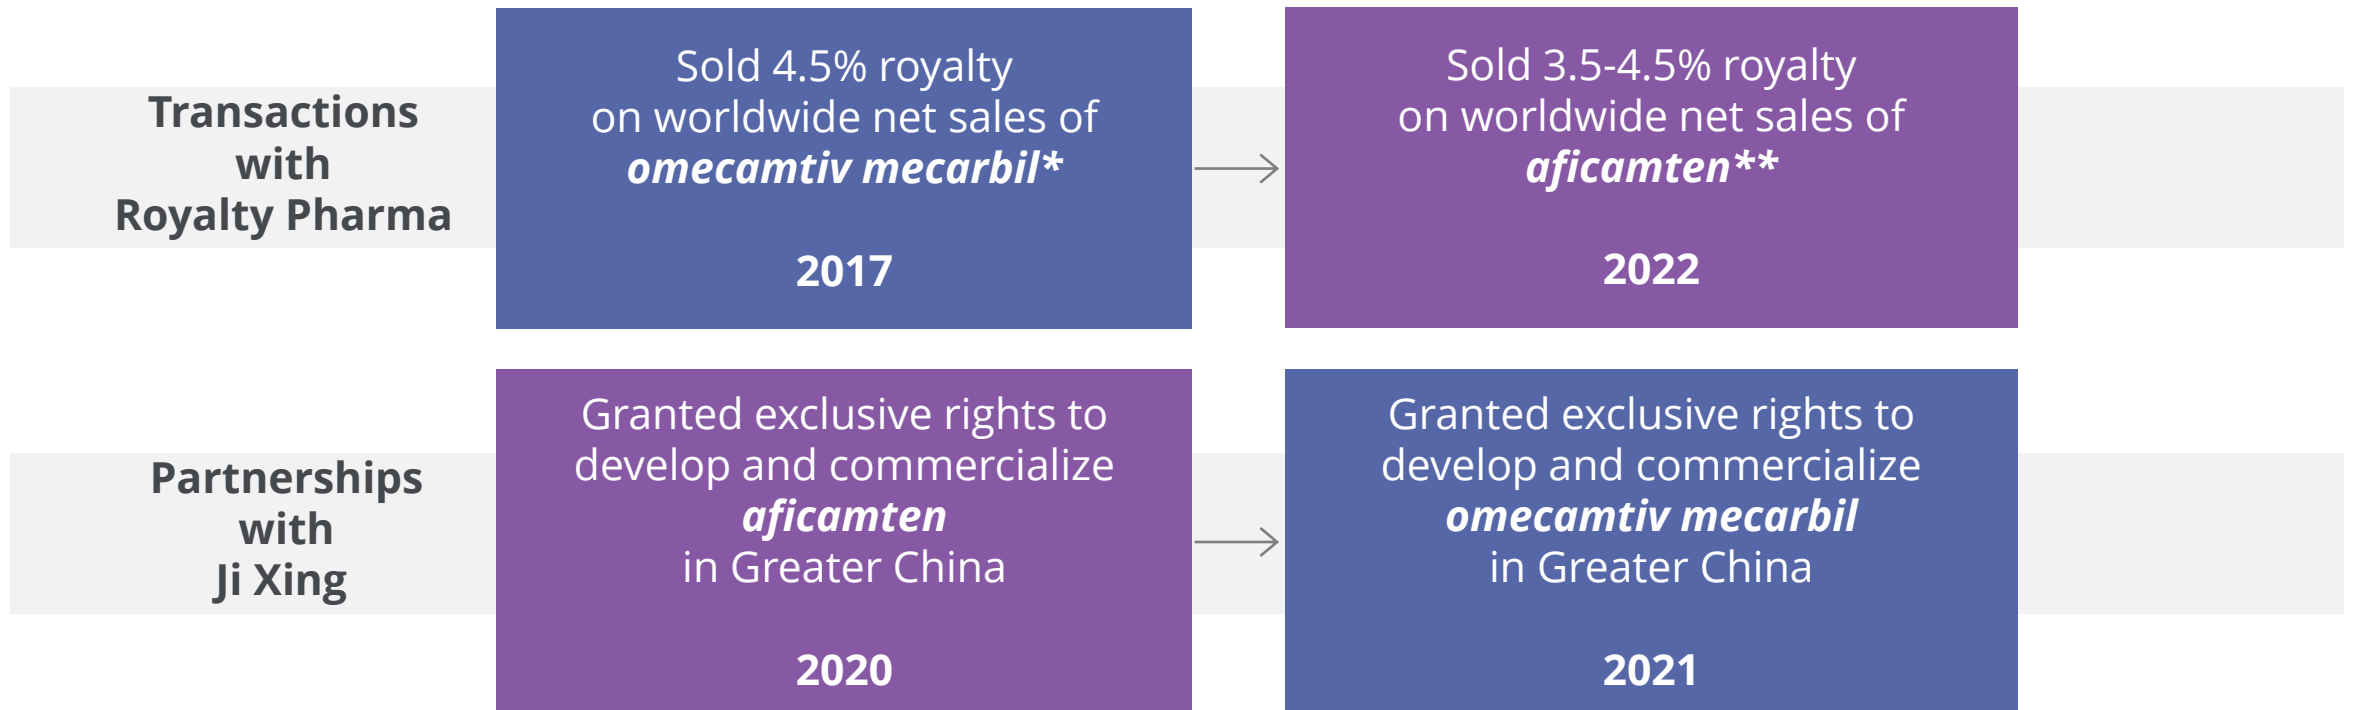 Transactions
with
Royalty Pharma
Sold 4.5% royalty
on worldwide net sales of
omecamtiv mecarbil*
2017
Sold 3.5-4.5% royalty
on worldwide net sales of
aficamten**
2022
Partnerships
with
Ji Xing
Granted exclusive rights to
develop and commercialize
aficamten
in Greater China
2020
Granted exclusive rights to
develop and commercialize
omecamtiv mecarbil
in Greater China
2021